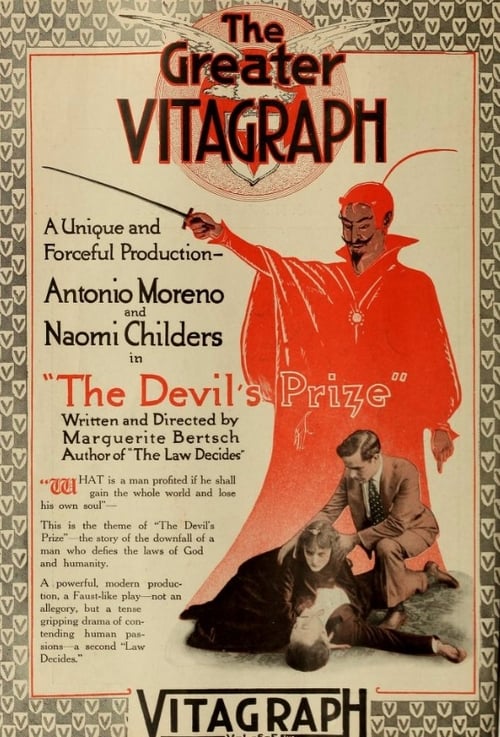 The
Greater
VITAGRAPH
A Unique and
Forceful Production-
Antonio Moreno
and
Naomi Childers
in
"The Devil's Prize"
Written and Directed by
Marguerite Bertsch
Author of "The Law Decides"
"WHAT is a man profited if he shall
gain the whole world and lose
his own soul"—
This is the theme of "The Devil's
Prize"—the story of the downfall of a
man who defies the laws of God
and humanity.
A powerful, modern produc-
tion, a Faust-like play—not an
allegory, but a tense
gripping drama of con-
tending human pas-
sions—a second "Law
Decides."
VITAGRAPH